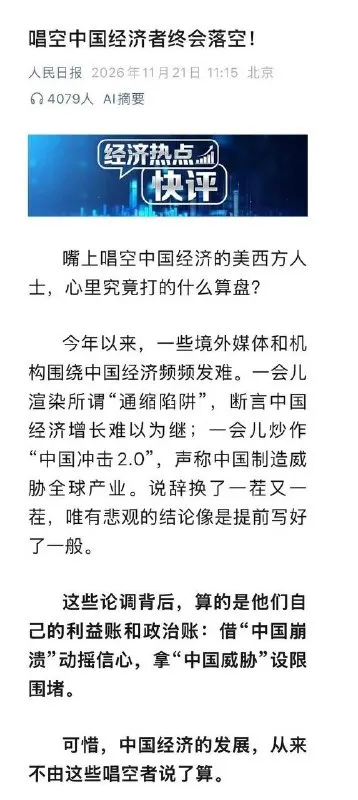 唱空中国经济者终会落空！
人民日报 2026年11月21日 11:15 北京
4079人 AI摘要
经济热点
快评
嘴上唱空中国经济的美西方人
士，心里究竟打的什么算盘？
今年以来，一些境外媒体和机
构围绕中国经济频频发难。一会儿
渲染所谓“通缩陷阱”，断言中国
经济增长难以为继；一会儿炒作
“中国冲击2.0”，声称中国制造威
胁全球产业。说辞换了一茬又一
茬，唯有悲观的结论像是提前写好
了一般。
这些论调背后，算的是他们自
己的利益账和政治账：借“中国崩
溃”动摇信心，拿“中国威胁”设限
围堵。
可惜，中国经济的发展，从来
不由这些唱空者说了算。